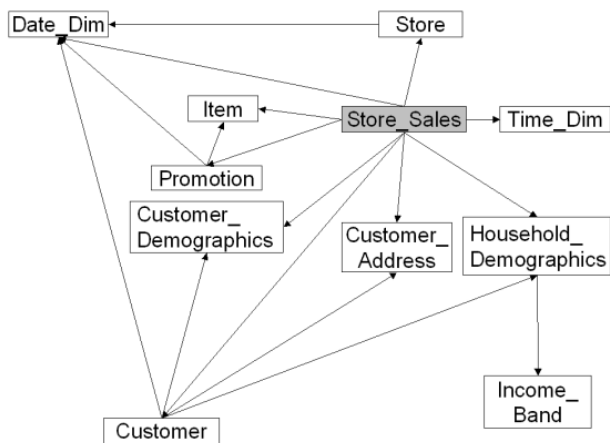 Date_Dim
Store
Item
Store_Sales
Time_Dim
Promotion
Customer_
Demographics
Customer_
Address
Household_
Demographics
Income_
Band
Customer